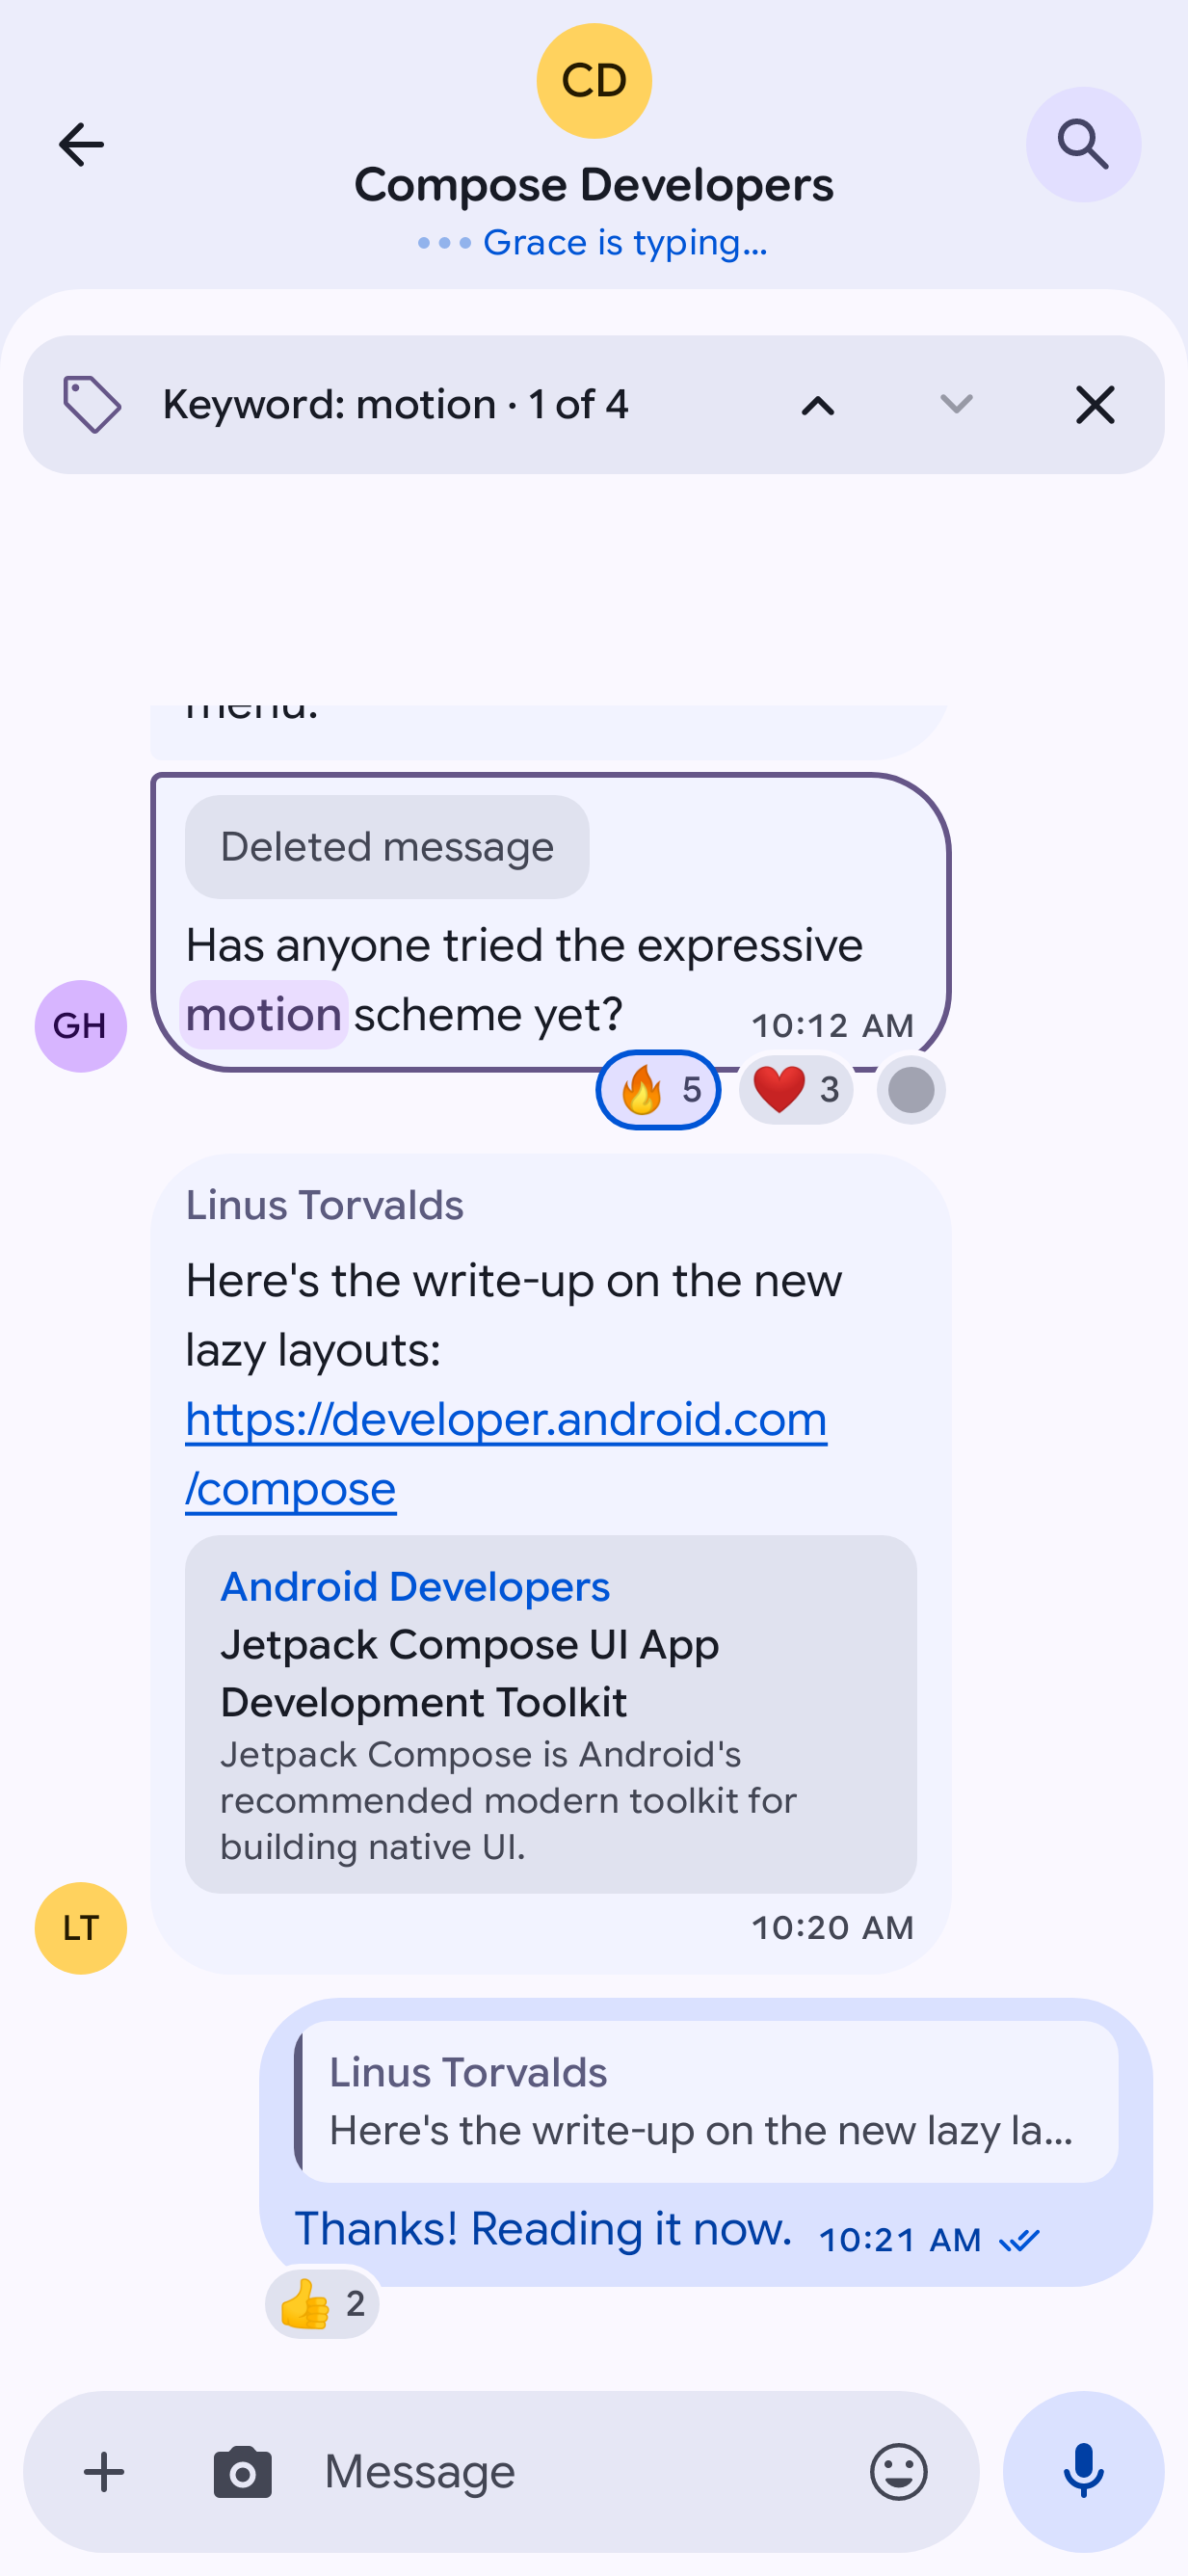 CD
Compose Developers
Grace is typing...
Keyword: motion · 1 of 4
menu.
Deleted message
Has anyone tried the expressive
motion scheme yet?
10:12 AM
GH
5
3
Linus Torvalds
Here's the write-up on the new
lazy layouts:
https://developer.android.com
/compose
Android Developers
Jetpack Compose UI App
Development Toolkit
Jetpack Compose is Android's
recommended modern toolkit for
building native UI.
LT
10:20 AM
Linus Torvalds
Here's the write-up on the new lazy la...
Thanks! Reading it now.
10:21 AM
2
Message